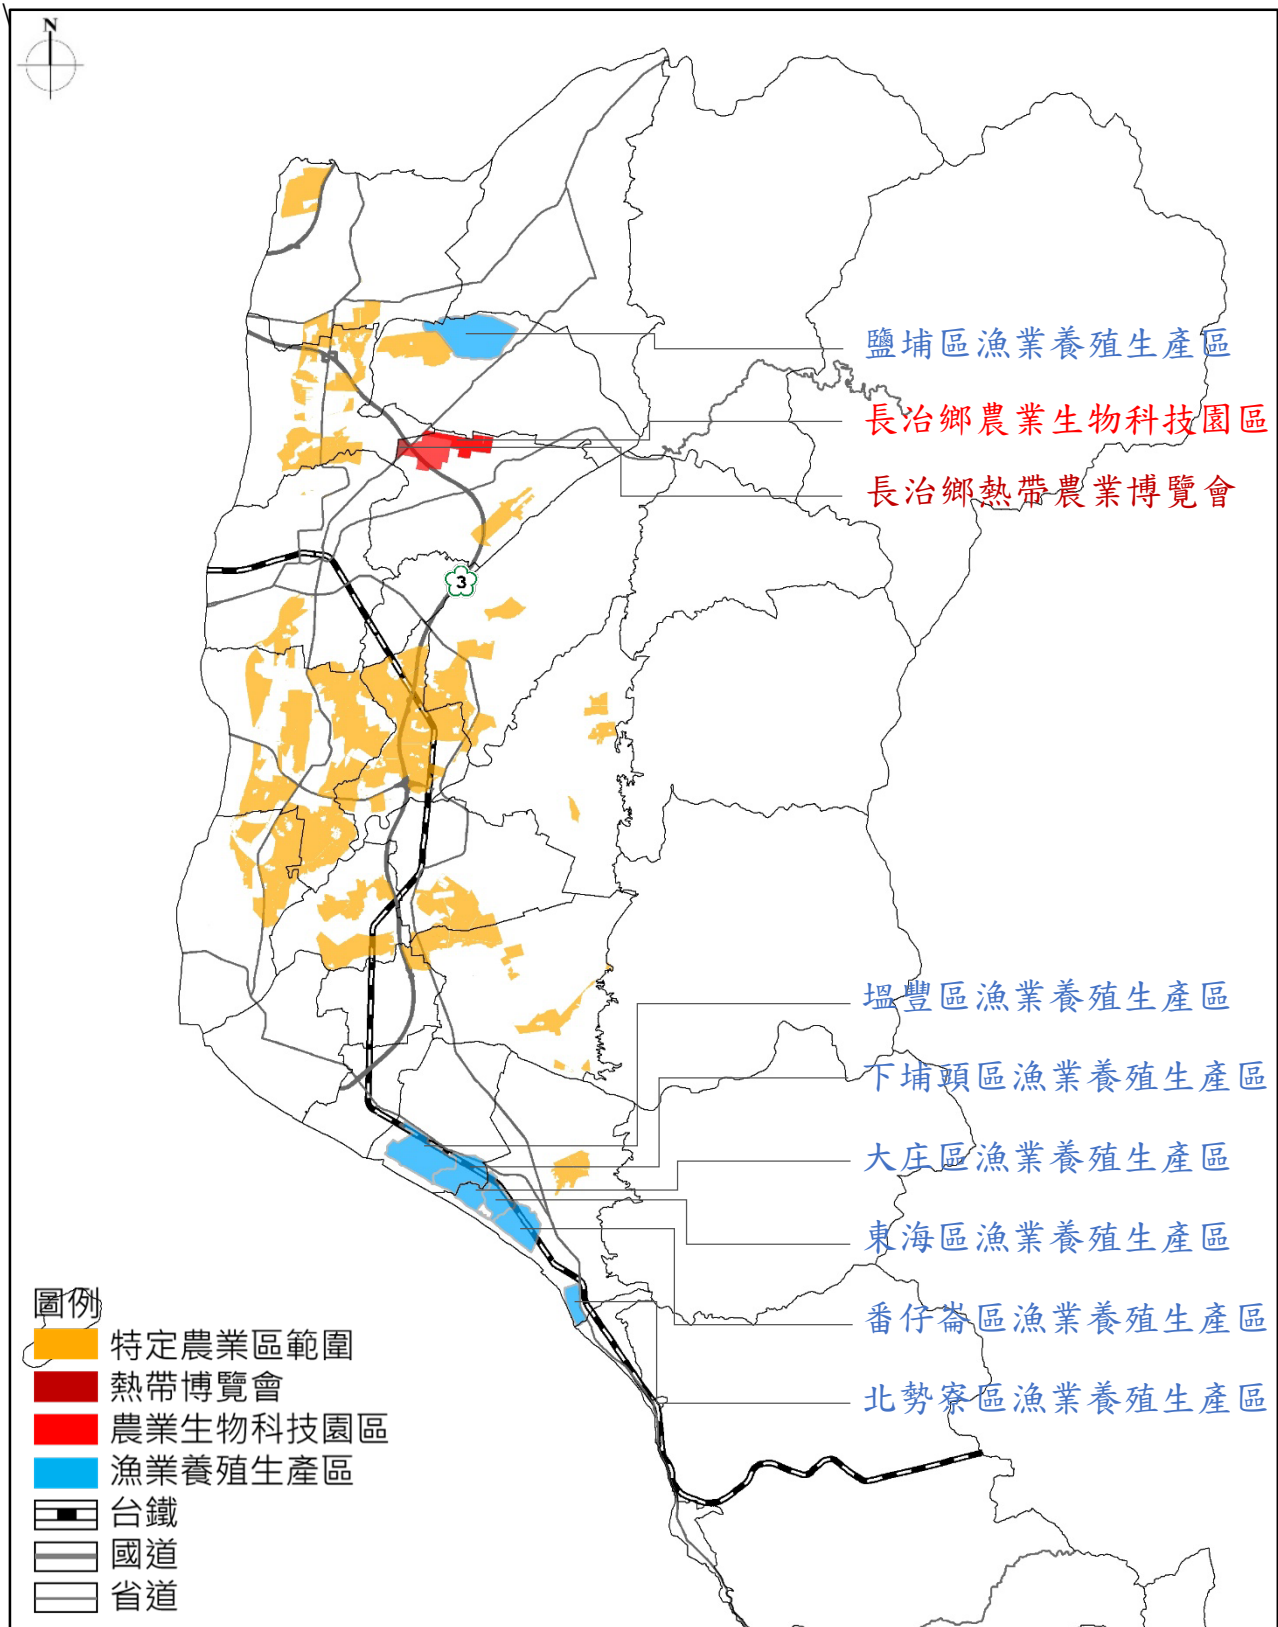 N
鹽埔區漁業養殖生產區
長治鄉農業生物科技園區
長治鄉熱帶農業博覽會
3
塭豐區漁業養殖生產區
下埔頭區漁業養殖生產區
大庄區漁業養殖生產區
東海區漁業養殖生產區
番仔崙區漁業養殖生產區
北勢寮區漁業養殖生產區
圖例
特定農業區範圍
熱帶博覽會
農業生物科技園區
漁業養殖生產區
台鐵
國道
省道